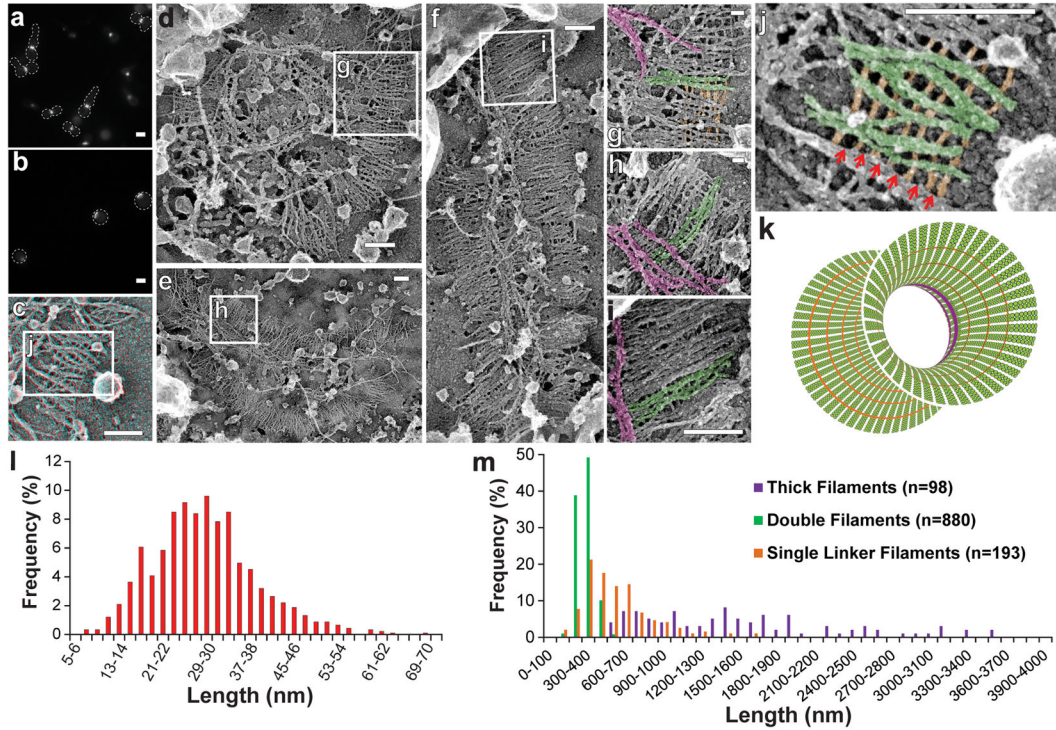 a
b
c
j
d
g
e
h
f
i
g
h
i
j
k
l
Frequency (%)
12
10
8
6
4
2
0
5-6
13-14
21-22
29-30
37-38
45-46
53-54
61-62
69-70
Length (nm)
m
Frequency (%)
50
40
30
20
10
0
Thick Filaments (n=98)
Double Filaments (n=880)
Single Linker Filaments (n=193)
0-100
300-400
600-700
900-1000
1200-1300
1500-1600
1800-1900
2100-2200
2400-2500
2700-2800
3000-3100
3300-3400
3600-3700
3900-4000
Length (nm)